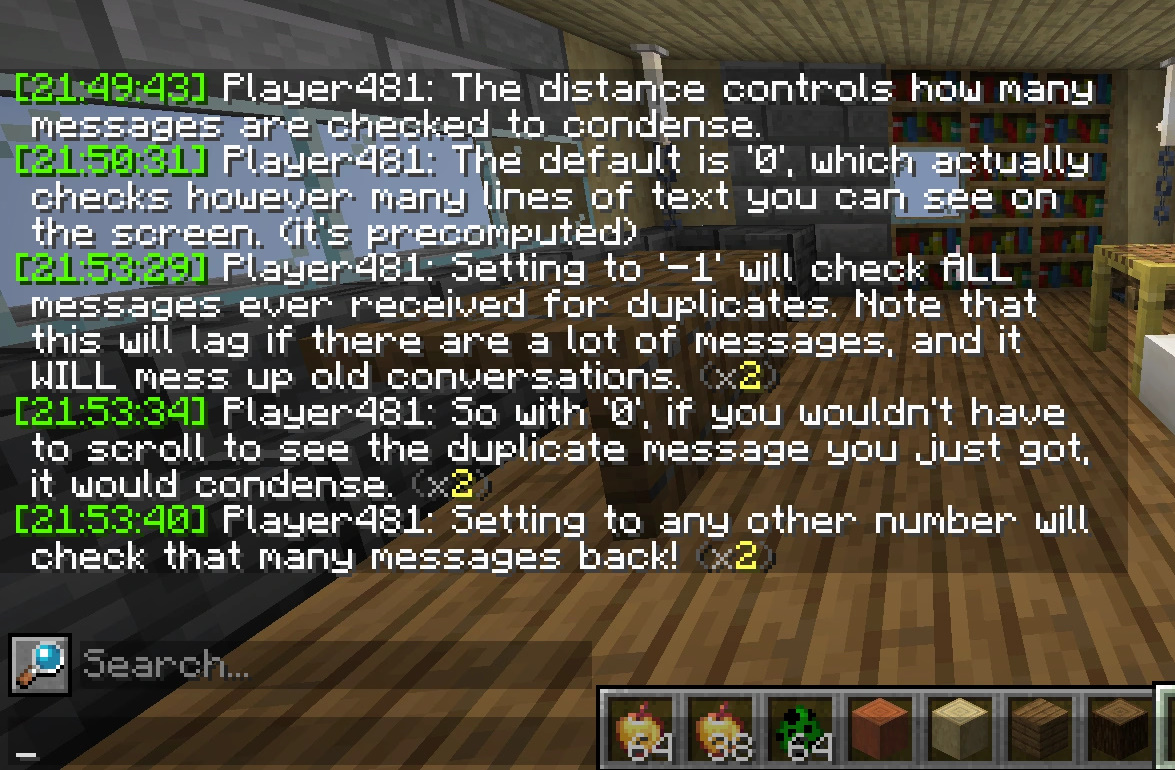 [21:49:43] Player481: The distance controls how many
messages are checked to condense.
[21:50:31] Player481: The default is '0', which actually
checks however many lines of text you can see on
the screen. (it's precomputed)
[21:53:29] Player481: Setting to '-1' will check ALL
messages ever received for duplicates. Note that
this will lag if there are a lot of messages, and it
WILL mess up old conversations. (x2)
[21:53:34] Player481: So with '0', if you wouldn't have
to scroll to see the duplicate message you just got,
it would condense. (x2)
[21:53:40] Player481: Setting to any other number will
check that many messages back! (x2)
Search...
64 38 64
_